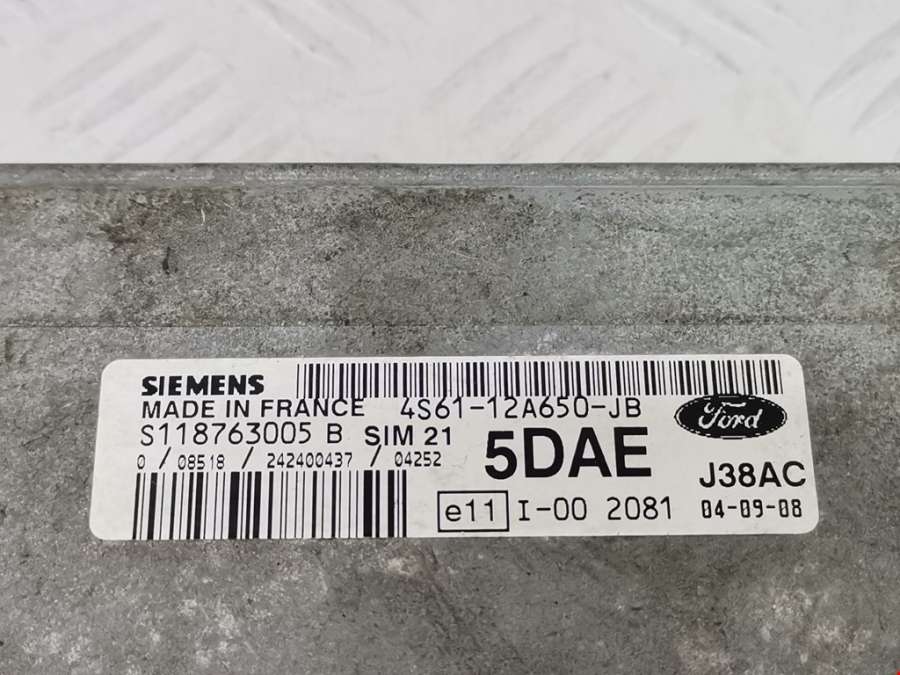 SIEMENS
MADE IN FRANCE 4S61-12A650-JB
S118763005 B SIM 21
0 / 08518 / 242400437 / 04252
5DAE
Ford
J38AC
e11 I-00 2081 04-09-08